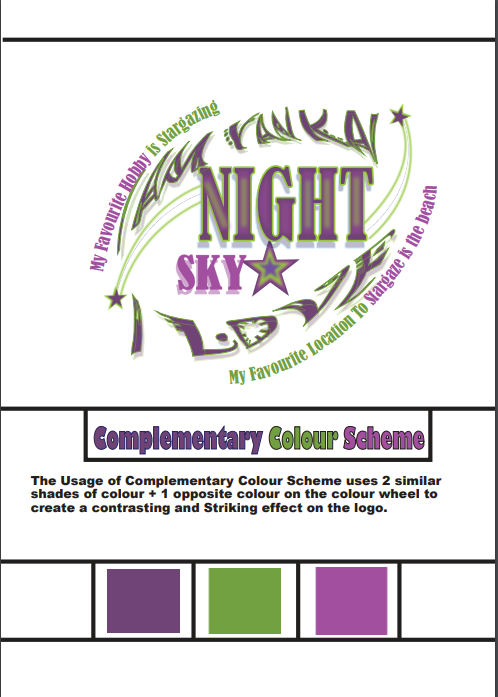 My Favourite Hobby is Stargazing
I AM
NIGHT
SKY
I LOVE
My Favourite Location To Stargaze is the beach
Complementary Colour Scheme
The Usage of Complementary Colour Scheme uses 2 similar
shades of colour + 1 opposite colour on the colour wheel to
create a contrasting and Striking effect on the logo.